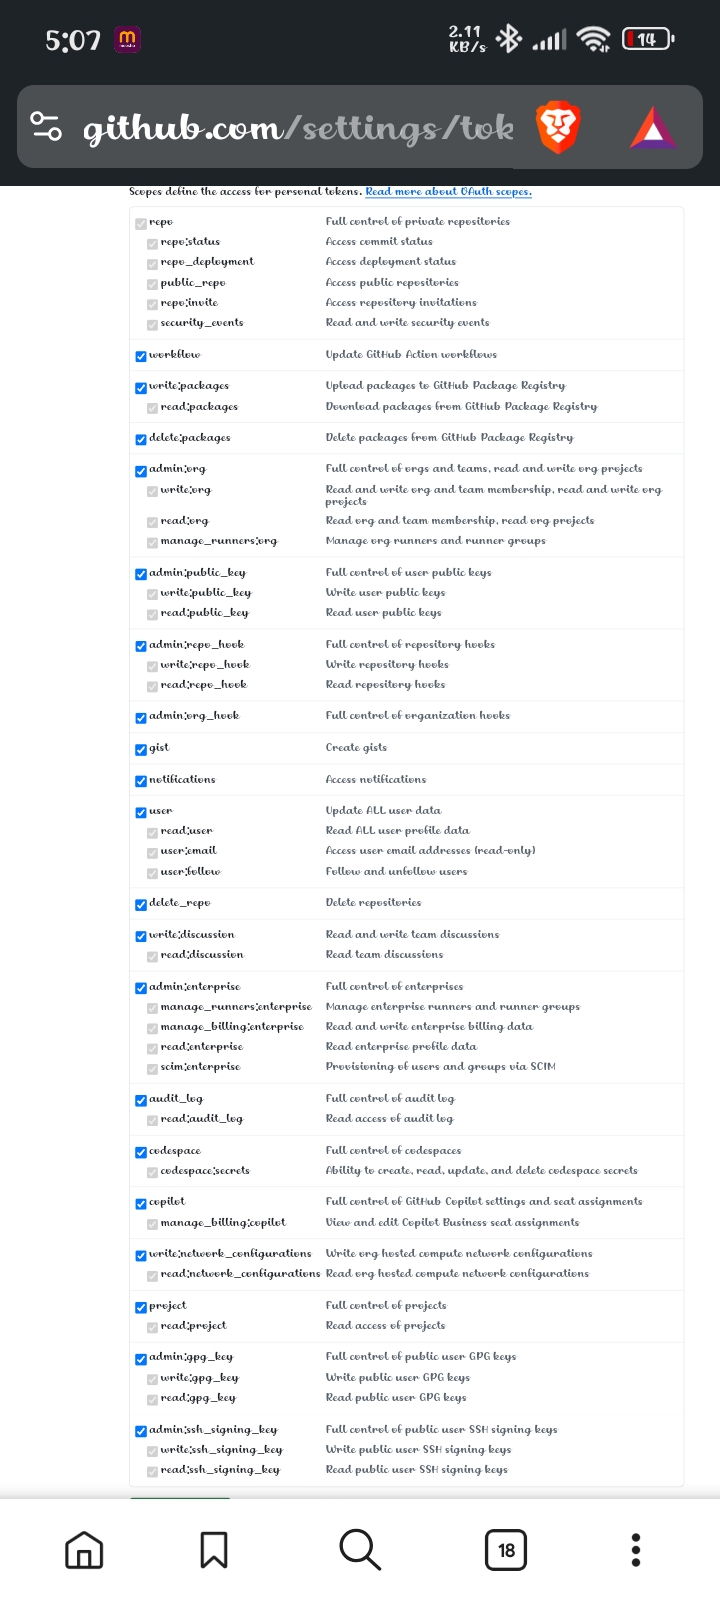 5:07
2.11
KB/s
14
github.com/settings/tok
Scopes define the access for personal tokens. Read more about OAuth scopes.
repo Full control of private repositories
repo:status Access commit status
repo_deployment Access deployment status
public_repo Access public repositories
repo:invite Access repository invitations
security_events Read and write security events
workflow Update GitHub Action workflows
write:packages Upload packages to GitHub Package Registry
read:packages Download packages from GitHub Package Registry
delete:packages Delete packages from GitHub Package Registry
admin:org Full control of orgs and teams, read and write org projects
write:org Read and write org and team membership, read and write org
projects
read:org Read org and team membership, read org projects
manage_runners:org Manage org runners and runner groups
admin:public_key Full control of user public keys
write:public_key Write user public keys
read:public_key Read user public keys
admin:repo_hook Full control of repository hooks
write:repo_hook Write repository hooks
read:repo_hook Read repository hooks
admin:org_hook Full control of organization hooks
gist Create gists
notifications Access notifications
user Update ALL user data
read:user Read ALL user profile data
user:email Access user email addresses (read-only)
user:follow Follow and unfollow users
delete_repo Delete repositories
write:discussion Read and write team discussions
read:discussion Read team discussions
admin:enterprise Full control of enterprises
manage_runners:enterprise Manage enterprise runners and runner groups
manage_billing:enterprise Read and write enterprise billing data
read:enterprise Read enterprise profile data
scim:enterprise Provisioning of users and groups via SCIM
audit_log Full control of audit log
read:audit_log Read access of audit log
codespace Full control of codespaces
codespace:secrets Ability to create, read, update, and delete codespace secrets
copilot Full control of GitHub Copilot settings and seat assignments
manage_billing:copilot View and edit Copilot Business seat assignments
write:network_configurations Write org hosted compute network configurations
read:network_configurations Read org hosted compute network configurations
project Full control of projects
read:project Read access of projects
admin:gpg_key Full control of public user GPG keys
write:gpg_key Write public user GPG keys
read:gpg_key Read public user GPG keys
admin:ssh_signing_key Full control of public user SSH signing keys
write:ssh_signing_key Write public user SSH signing keys
read:ssh_signing_key Read public user SSH signing keys
18